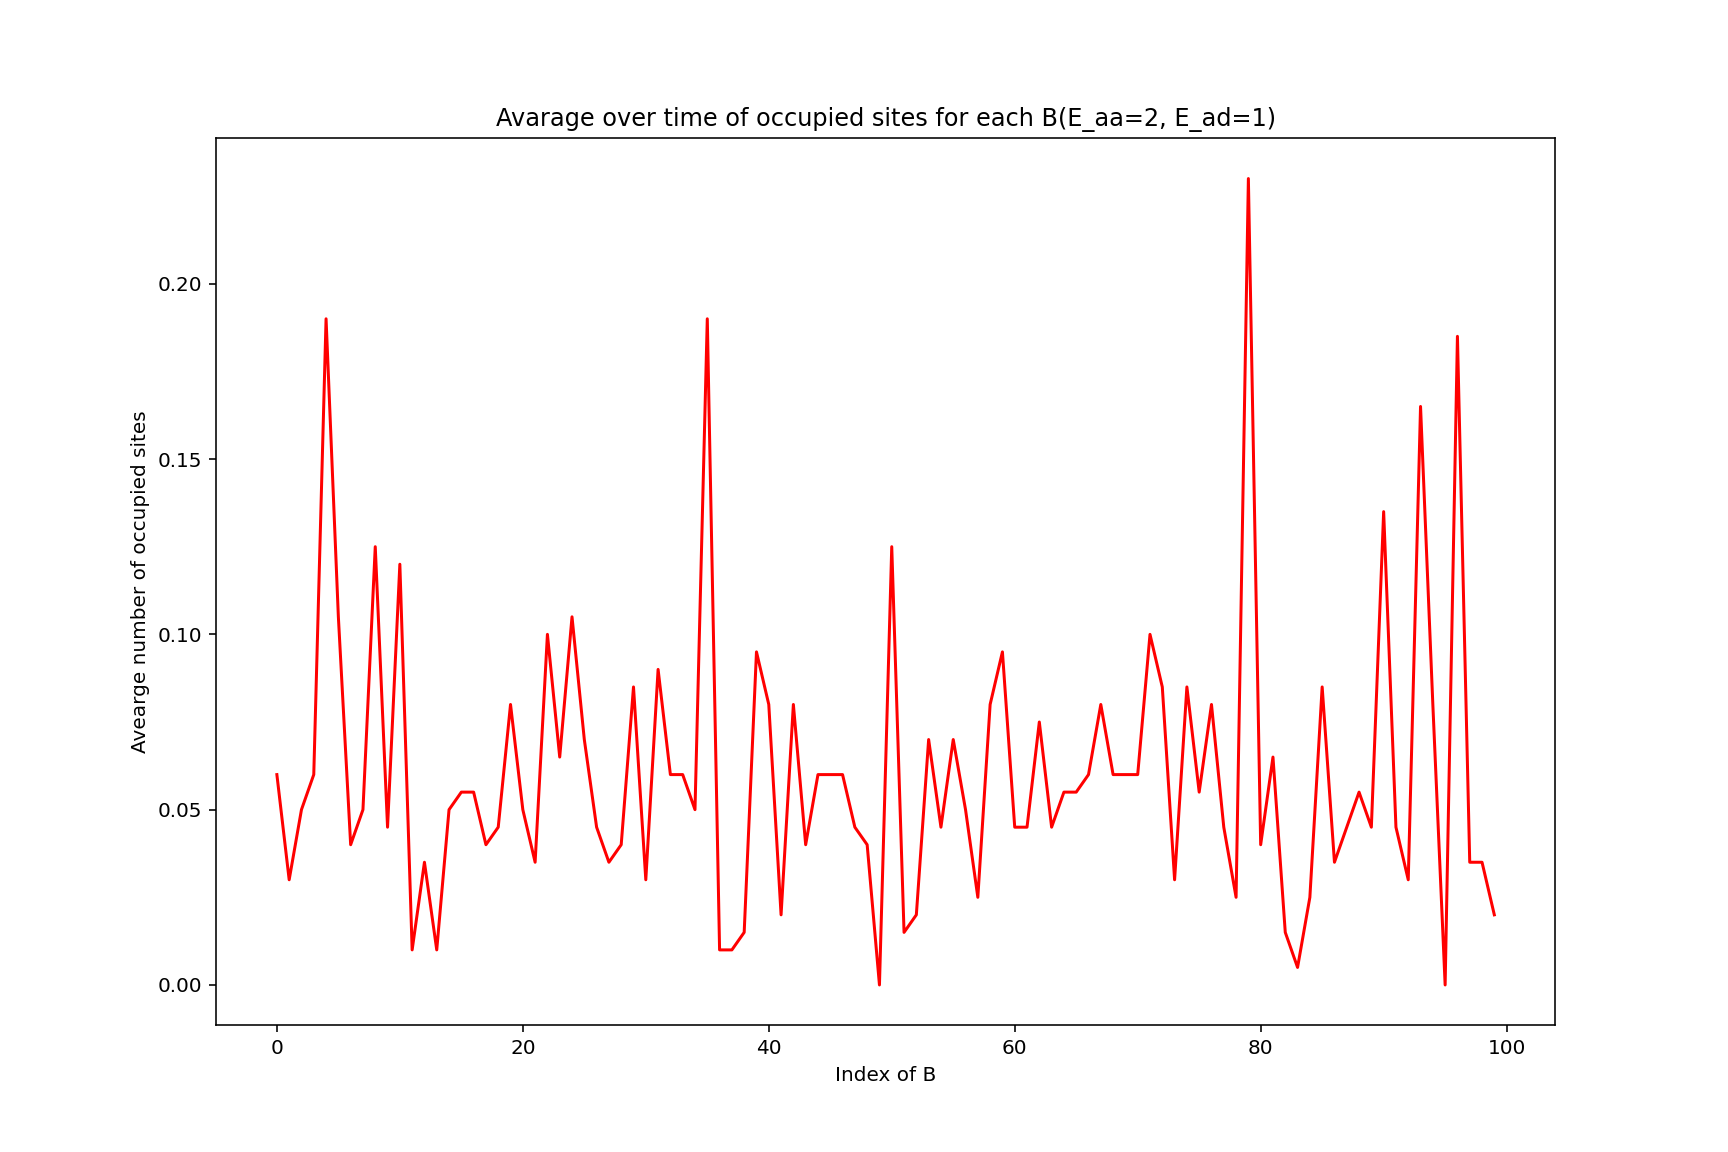 Avarage over time of occupied sites for each B(E_aa=2, E_ad=1)
Avearge number of occupied sites
0.20
0.15
0.10
0.05
0.00
0 20 40 60 80 100
Index of B